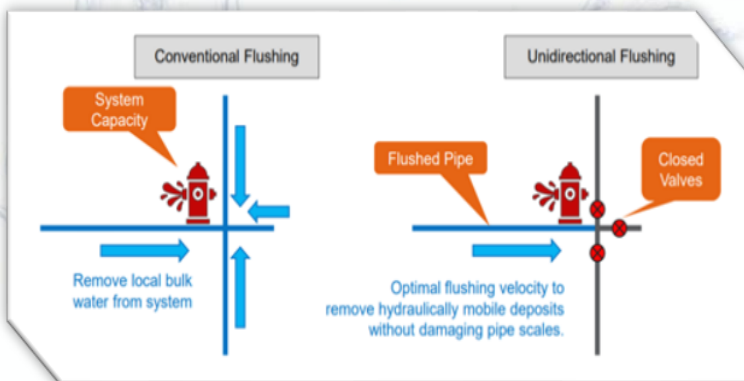 Conventional Flushing
System
Capacity
Remove local bulk
water from system
Unidirectional Flushing
Flushed Pipe
Closed
Valves
Optimal flushing velocity to
remove hydraulically mobile deposits
without damaging pipe scales.